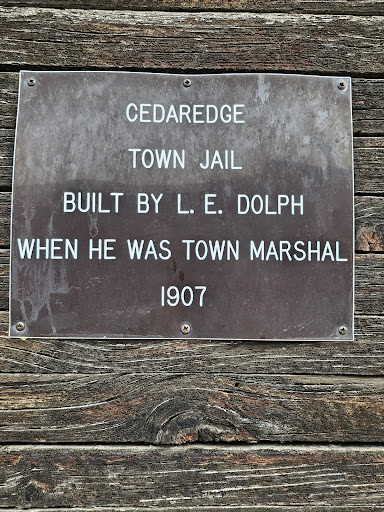 CEDAREDGE
TOWN JAIL
BUILT BY L. E. DOLPH
WHEN HE WAS TOWN MARSHAL
1907